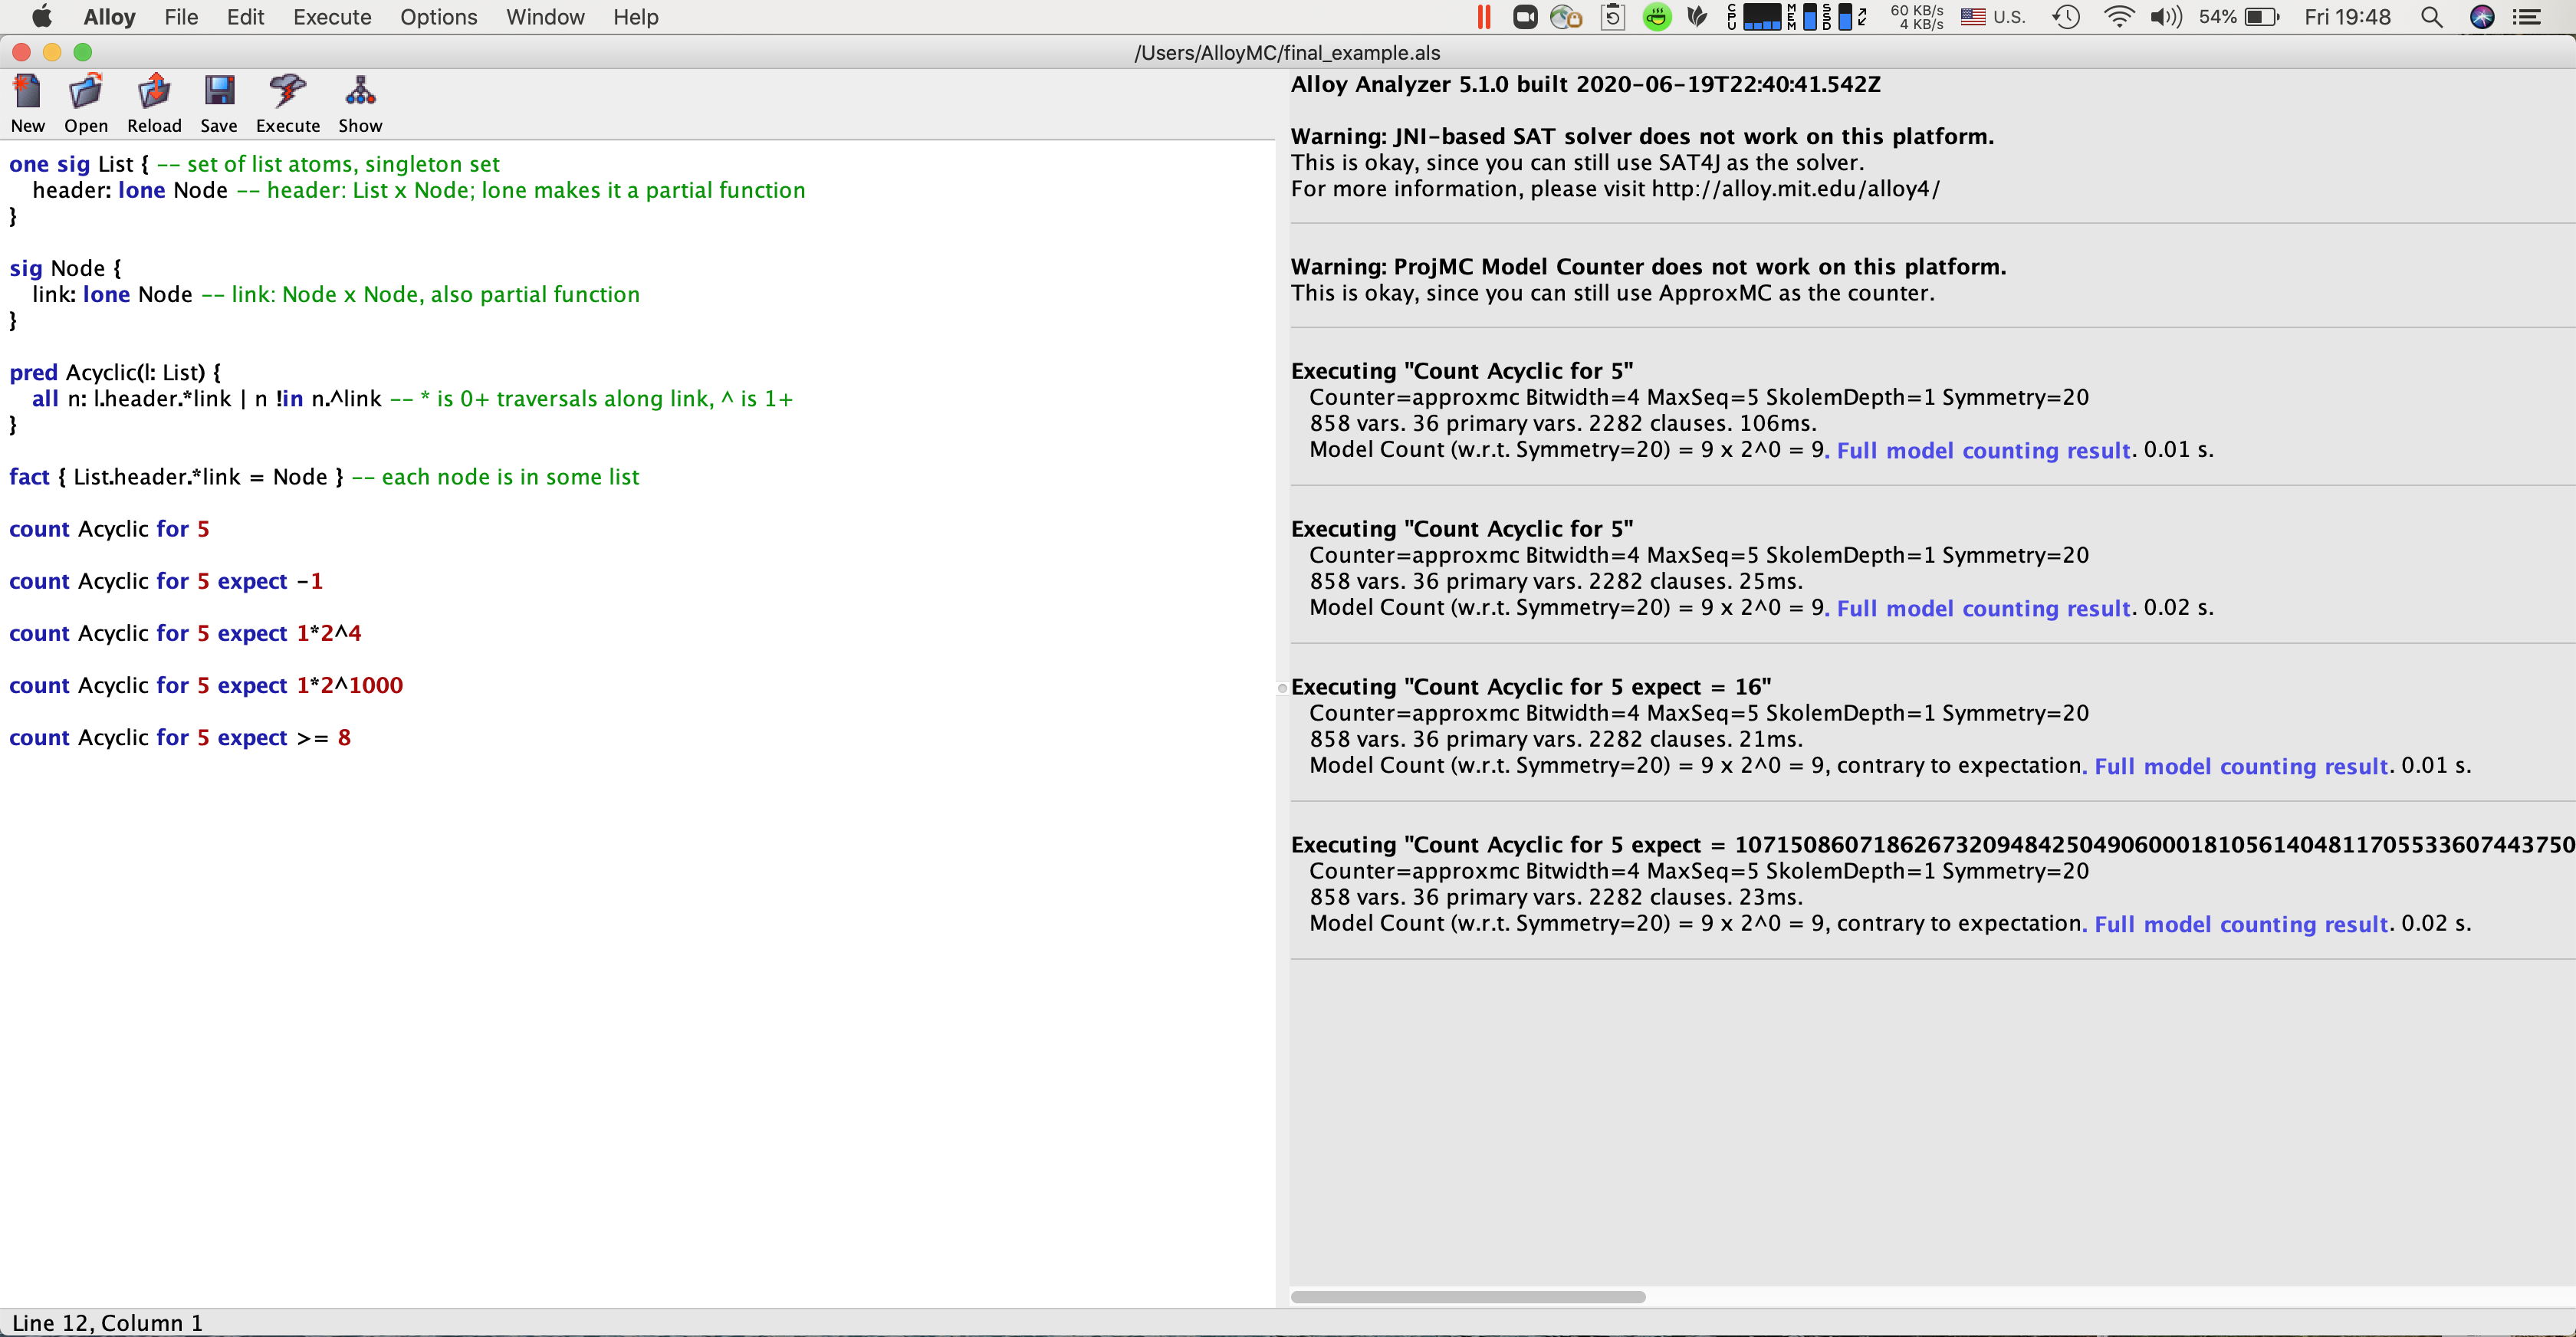 Alloy File Edit Execute Options Window Help
CPU MEM SSD 60 KB/s 4 KB/s U.S. 54% Fri 19:48
/Users/AlloyMC/final_example.als
New Open Reload Save Execute Show
one sig List { -- set of list atoms, singleton set
header: lone Node -- header: List x Node; lone makes it a partial function
}
sig Node {
link: lone Node -- link: Node x Node, also partial function
}
pred Acyclic(l: List) {
all n: l.header.*link | n !in n.^link -- * is 0+ traversals along link, ^ is 1+
}
fact { List.header.*link = Node } -- each node is in some list
count Acyclic for 5
count Acyclic for 5 expect -1
count Acyclic for 5 expect 1*2^4
count Acyclic for 5 expect 1*2^1000
count Acyclic for 5 expect >= 8
Line 12, Column 1
Alloy Analyzer 5.1.0 built 2020-06-19T22:40:41.542Z
Warning: JNI-based SAT solver does not work on this platform.
This is okay, since you can still use SAT4J as the solver.
For more information, please visit http://alloy.mit.edu/alloy4/
Warning: ProjMC Model Counter does not work on this platform.
This is okay, since you can still use ApproxMC as the counter.
Executing "Count Acyclic for 5"
Counter=approxmc Bitwidth=4 MaxSeq=5 SkolemDepth=1 Symmetry=20
858 vars. 36 primary vars. 2282 clauses. 106ms.
Model Count (w.r.t. Symmetry=20) = 9 x 2^0 = 9. Full model counting result. 0.01 s.
Executing "Count Acyclic for 5"
Counter=approxmc Bitwidth=4 MaxSeq=5 SkolemDepth=1 Symmetry=20
858 vars. 36 primary vars. 2282 clauses. 25ms.
Model Count (w.r.t. Symmetry=20) = 9 x 2^0 = 9. Full model counting result. 0.02 s.
Executing "Count Acyclic for 5 expect = 16"
Counter=approxmc Bitwidth=4 MaxSeq=5 SkolemDepth=1 Symmetry=20
858 vars. 36 primary vars. 2282 clauses. 21ms.
Model Count (w.r.t. Symmetry=20) = 9 x 2^0 = 9, contrary to expectation. Full model counting result. 0.01 s.
Executing "Count Acyclic for 5 expect = 1071508607186267320948425049060001810561404811705533607443750
Counter=approxmc Bitwidth=4 MaxSeq=5 SkolemDepth=1 Symmetry=20
858 vars. 36 primary vars. 2282 clauses. 23ms.
Model Count (w.r.t. Symmetry=20) = 9 x 2^0 = 9, contrary to expectation. Full model counting result. 0.02 s.